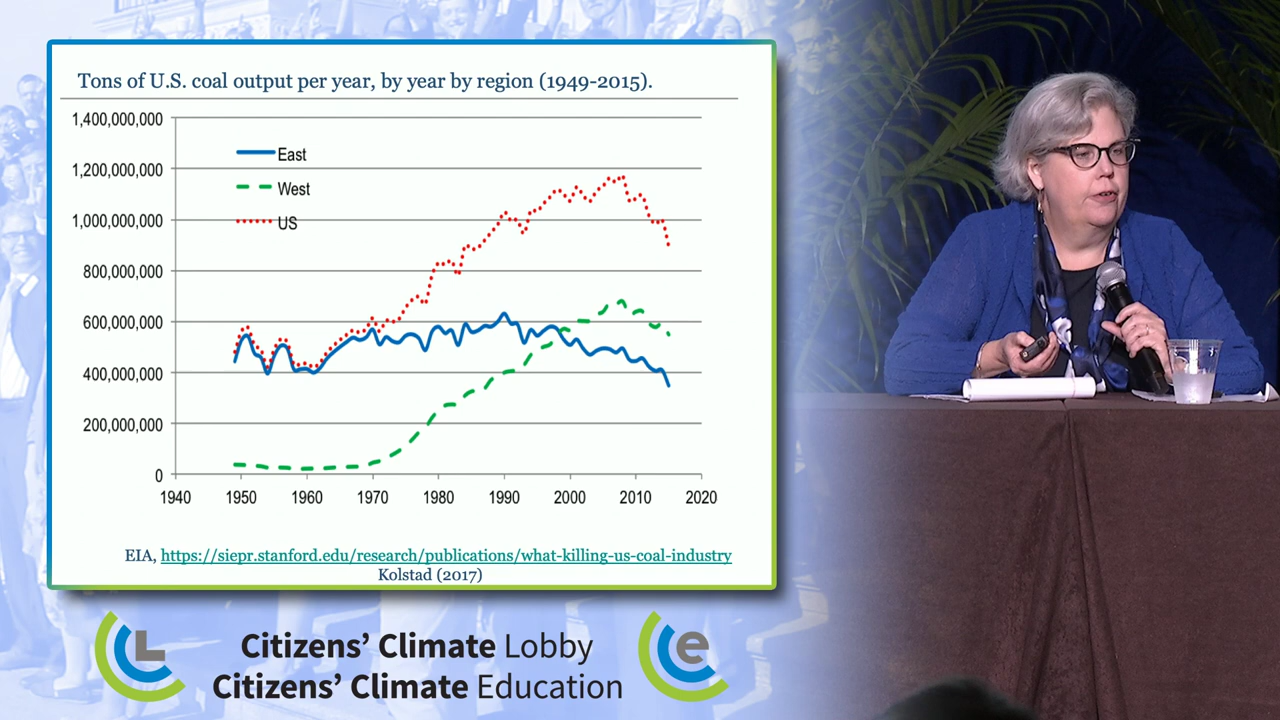 Tons of U.S. coal output per year, by year by region (1949-2015).
1,400,000,000
1,200,000,000
1,000,000,000
800,000,000
600,000,000
400,000,000
200,000,000
0
East
West
US
1940 1950 1960 1970 1980 1990 2000 2010 2020
EIA, https://siepr.stanford.edu/research/publications/what-killing-us-coal-industry
Kolstad (2017)
L
Citizens' Climate Lobby
Citizens' Climate Education
e